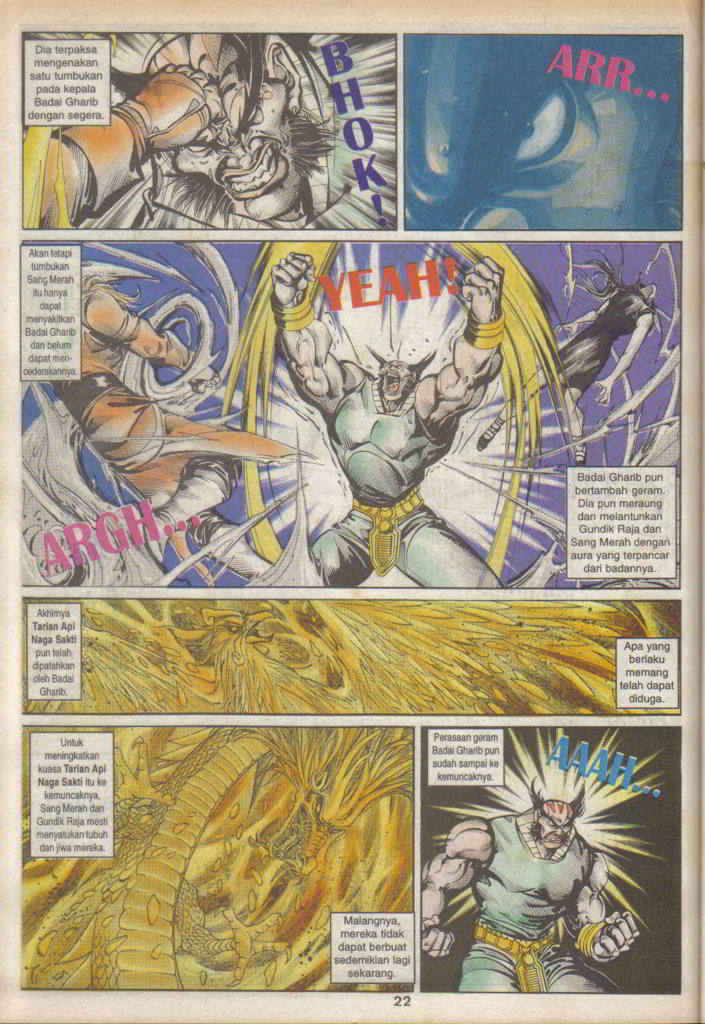 Dia terpaksa
mengenakan
satu tumbukan
pada kepala
Badai Gharib
dengan segera.
BHOK!
ARR...
Akan tetapi
tumbukan
Sang Merah
itu hanya
dapat
menyakitkan
Badai Gharib
dan belum
dapat men-
cederakannya.
YEAH!
ARGH...
Badai Gharib pun
bertambah geram.
Dia pun meraung
dan melantunkan
Gundik Raja dan
Sang Merah dengan
aura yang terpancar
dari badannya.
Akhirnya
Tarian Api
Naga Sakti
pun telah
dipatahkan
oleh Badai
Gharib.
Apa yang
berlaku
memang
telah dapat
diduga.
Untuk
meningkatkan
kuasa Tarian Api
Naga Sakti itu ke
kemuncaknya,
Sang Merah dan
Gundik Raja mesti
menyatukan tubuh
dan jiwa mereka.
Malangnya,
mereka tidak
dapat berbuat
sedemikian lagi
sekarang.
Perasaan geram
Badai Gharib pun
sudah sampai ke
kemuncaknya.
AAAH...
22